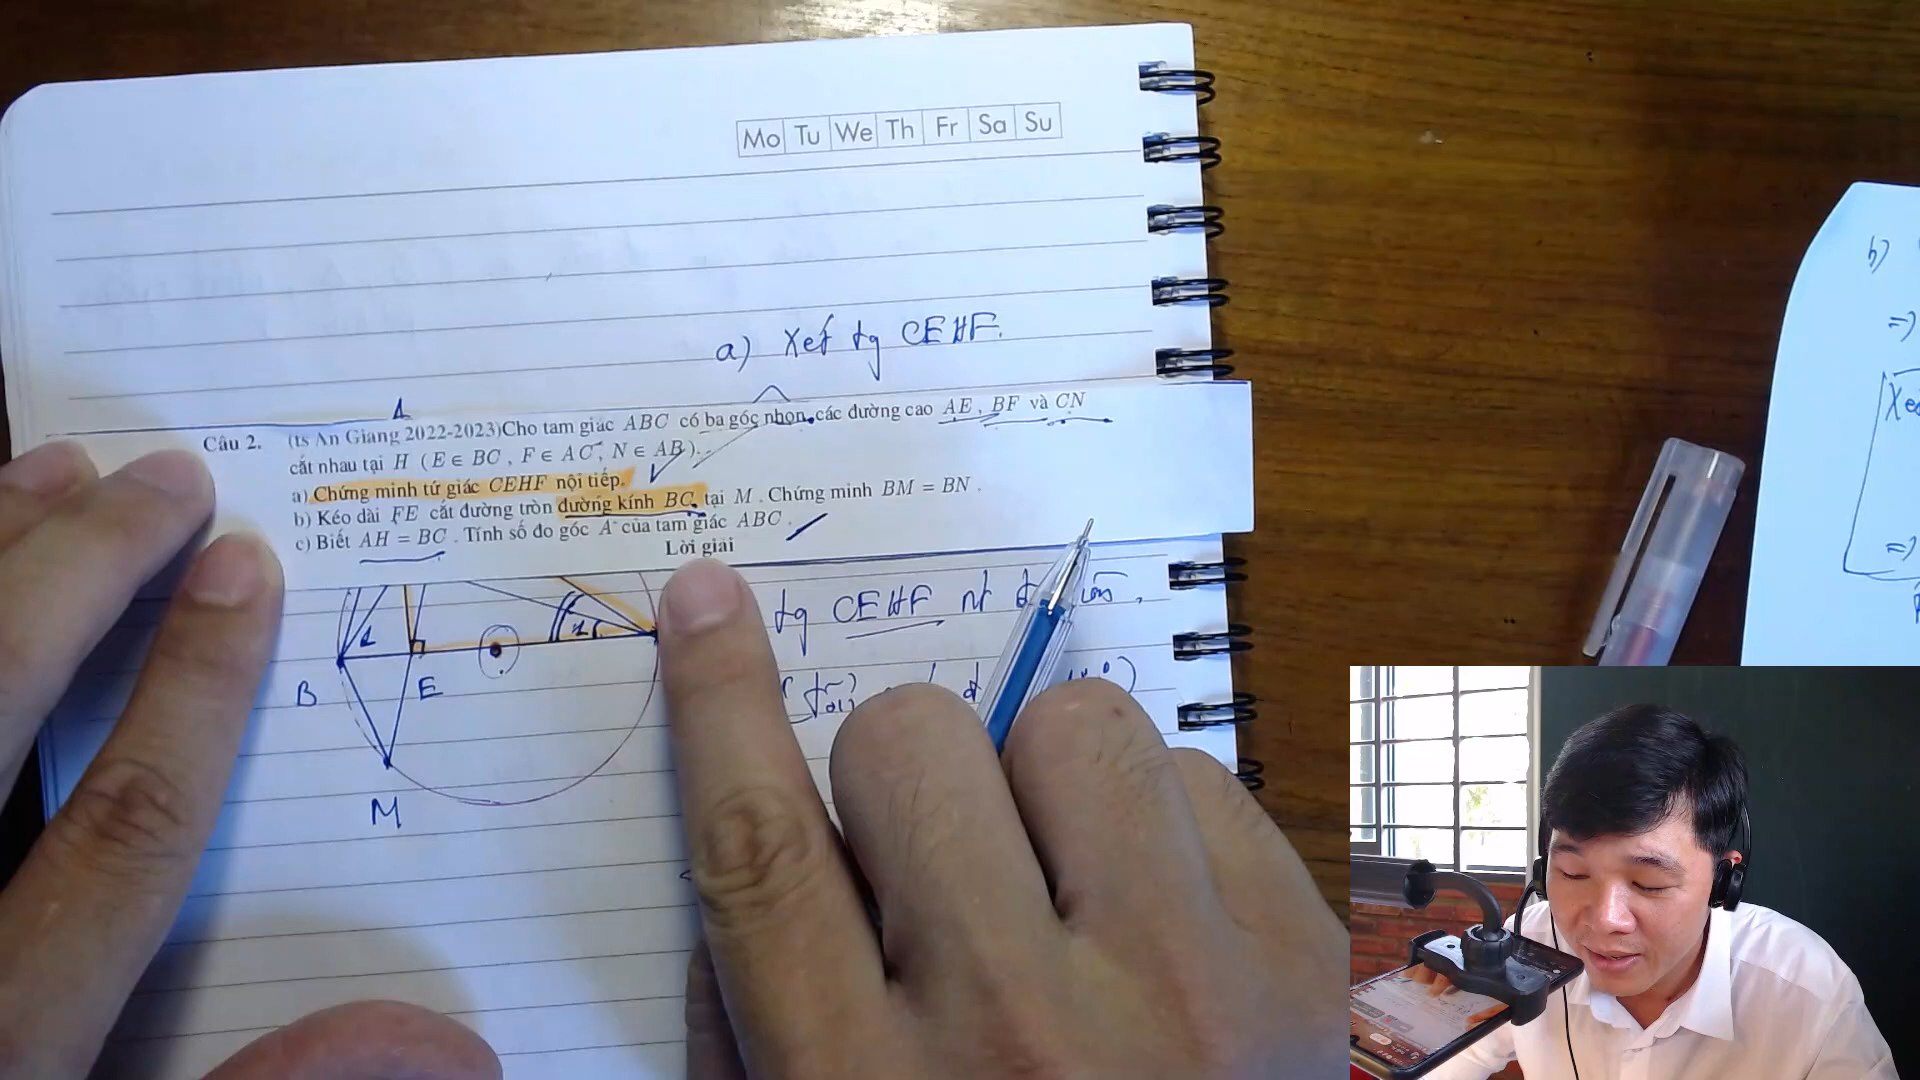 Mo Tu We Th Fr Sa Su
a) Xét tg CEHF.
A
Câu 2. (ts An Giang 2022-2023)Cho tam giác ABC có ba góc nhọn, các đường cao AE, BF và CN
cắt nhau tại H (E ∈ BC, F ∈ AC, N ∈ AB).
a) Chứng minh tứ giác CEHF nội tiếp.
b) Kéo dài FE cắt đường tròn đường kính BC tại M. Chứng minh BM = BN.
c) Biết AH = BC. Tính số đo góc A của tam giác ABC.
Lời giải
tg CEHF nt
1
1
B
E
M
b)
=>
=>